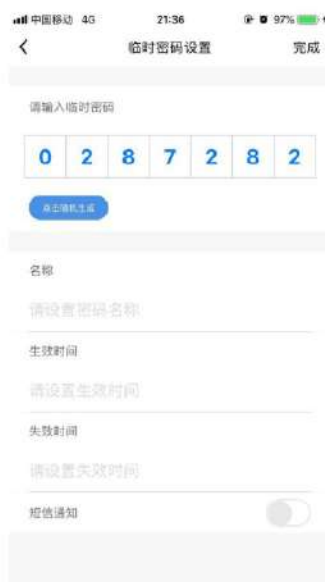 中国移动 4G 21:36 97%
临时密码设置 完成
请输入临时密码
0 2 8 7 2 8 2
点击随机生成
名称
请设置密码名称
生效时间
请设置生效时间
失效时间
请设置失效时间
短信通知